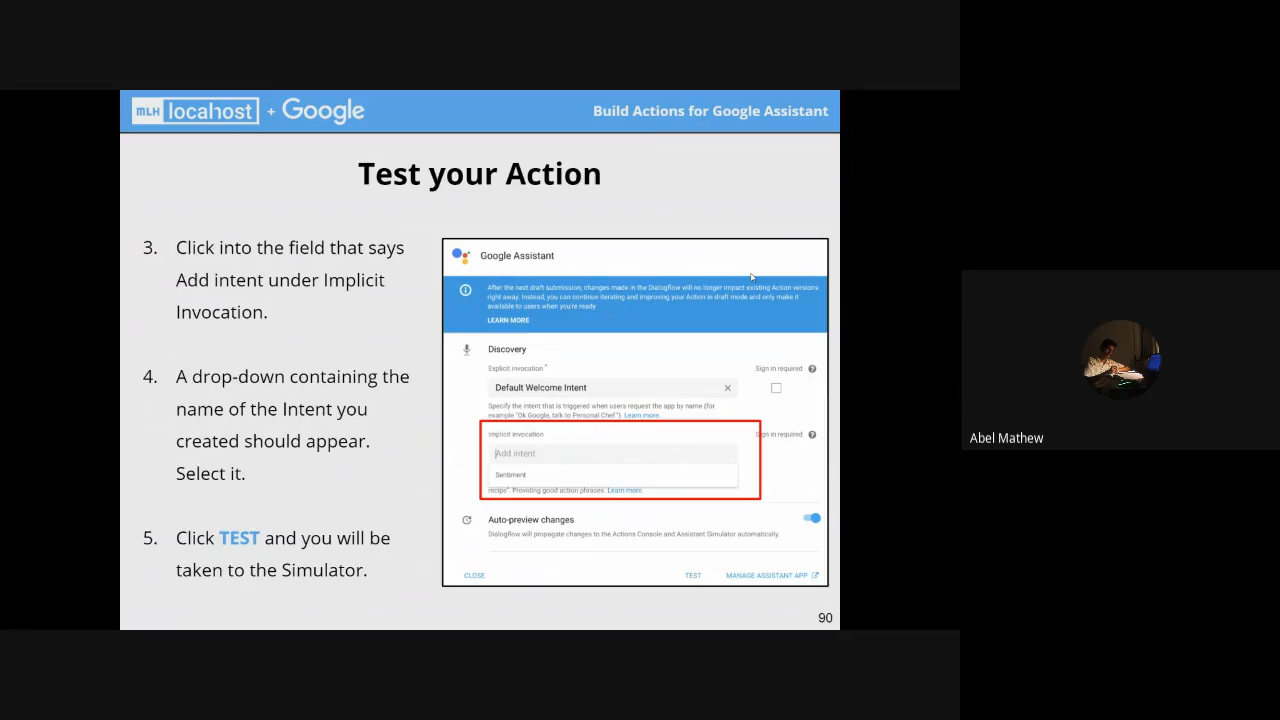 MLH localhost + Google
Build Actions for Google Assistant
Test your Action
3. Click into the field that says
Add intent under Implicit
Invocation.
4. A drop-down containing the
name of the Intent you
created should appear.
Select it.
5. Click TEST and you will be
taken to the Simulator.
Google Assistant
After the next draft submission, changes made in the Dialogflow will no longer impact existing Action versions
right away. Instead, you can continue iterating and improving your Action in draft mode and only make it
available to users when you're ready
LEARN MORE
Discovery
Explicit invocation * Sign in required
Default Welcome Intent
Specify the intent that is triggered when users request the app by name (for
example "Ok Google, talk to Personal Chef"). Learn more.
Implicit invocation Sign in required
Add intent
Sentiment
recipe". Providing good action phrases. Learn more
Auto-preview changes
Dialogflow will propagate changes to the Actions Console and Assistant Simulator automatically.
CLOSE TEST MANAGE ASSISTANT APP
90
Abel Mathew